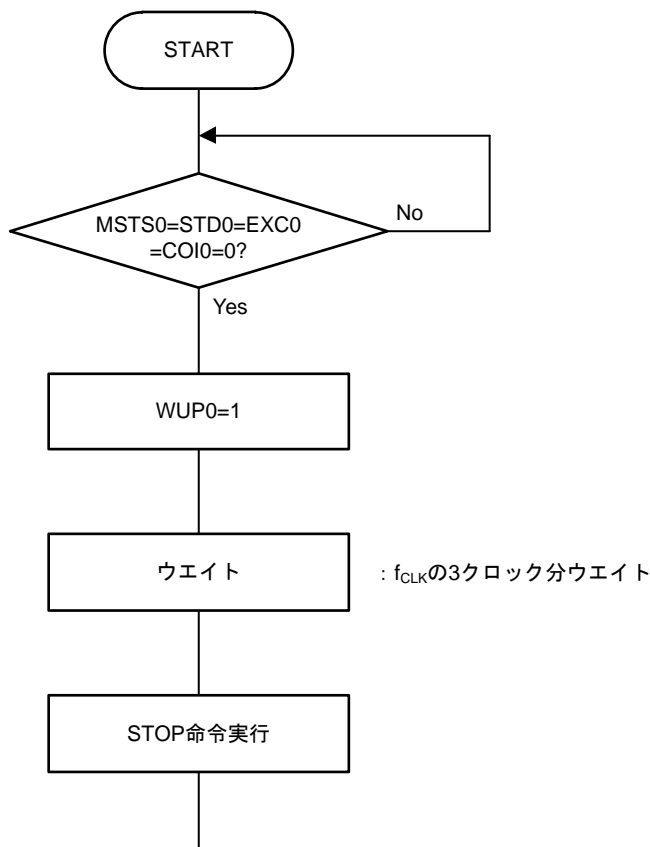 START
MSTS0=STD0=EXC0
=COI0=0?
No
Yes
WUP0=1
ウエイト
: fCLKの3クロック分ウエイト
STOP命令実行